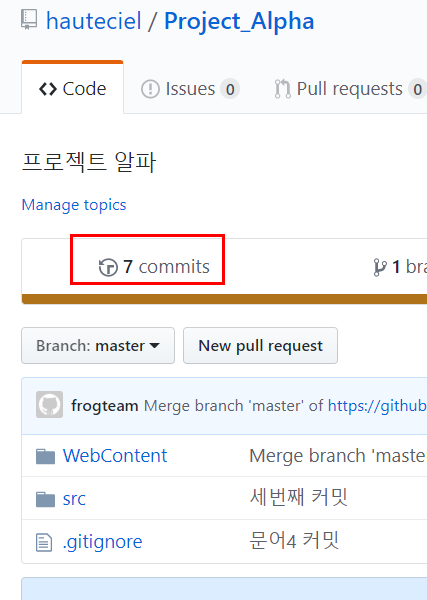 hauteciel / Project_Alpha
Code Issues 0 Pull requests 0
프로젝트 알파
Manage topics
7 commits 1
Branch: master New pull request
frogteam Merge branch 'master' of https://github
WebContent Merge branch
src 세번째 커밋
.gitignore 문어4 커밋